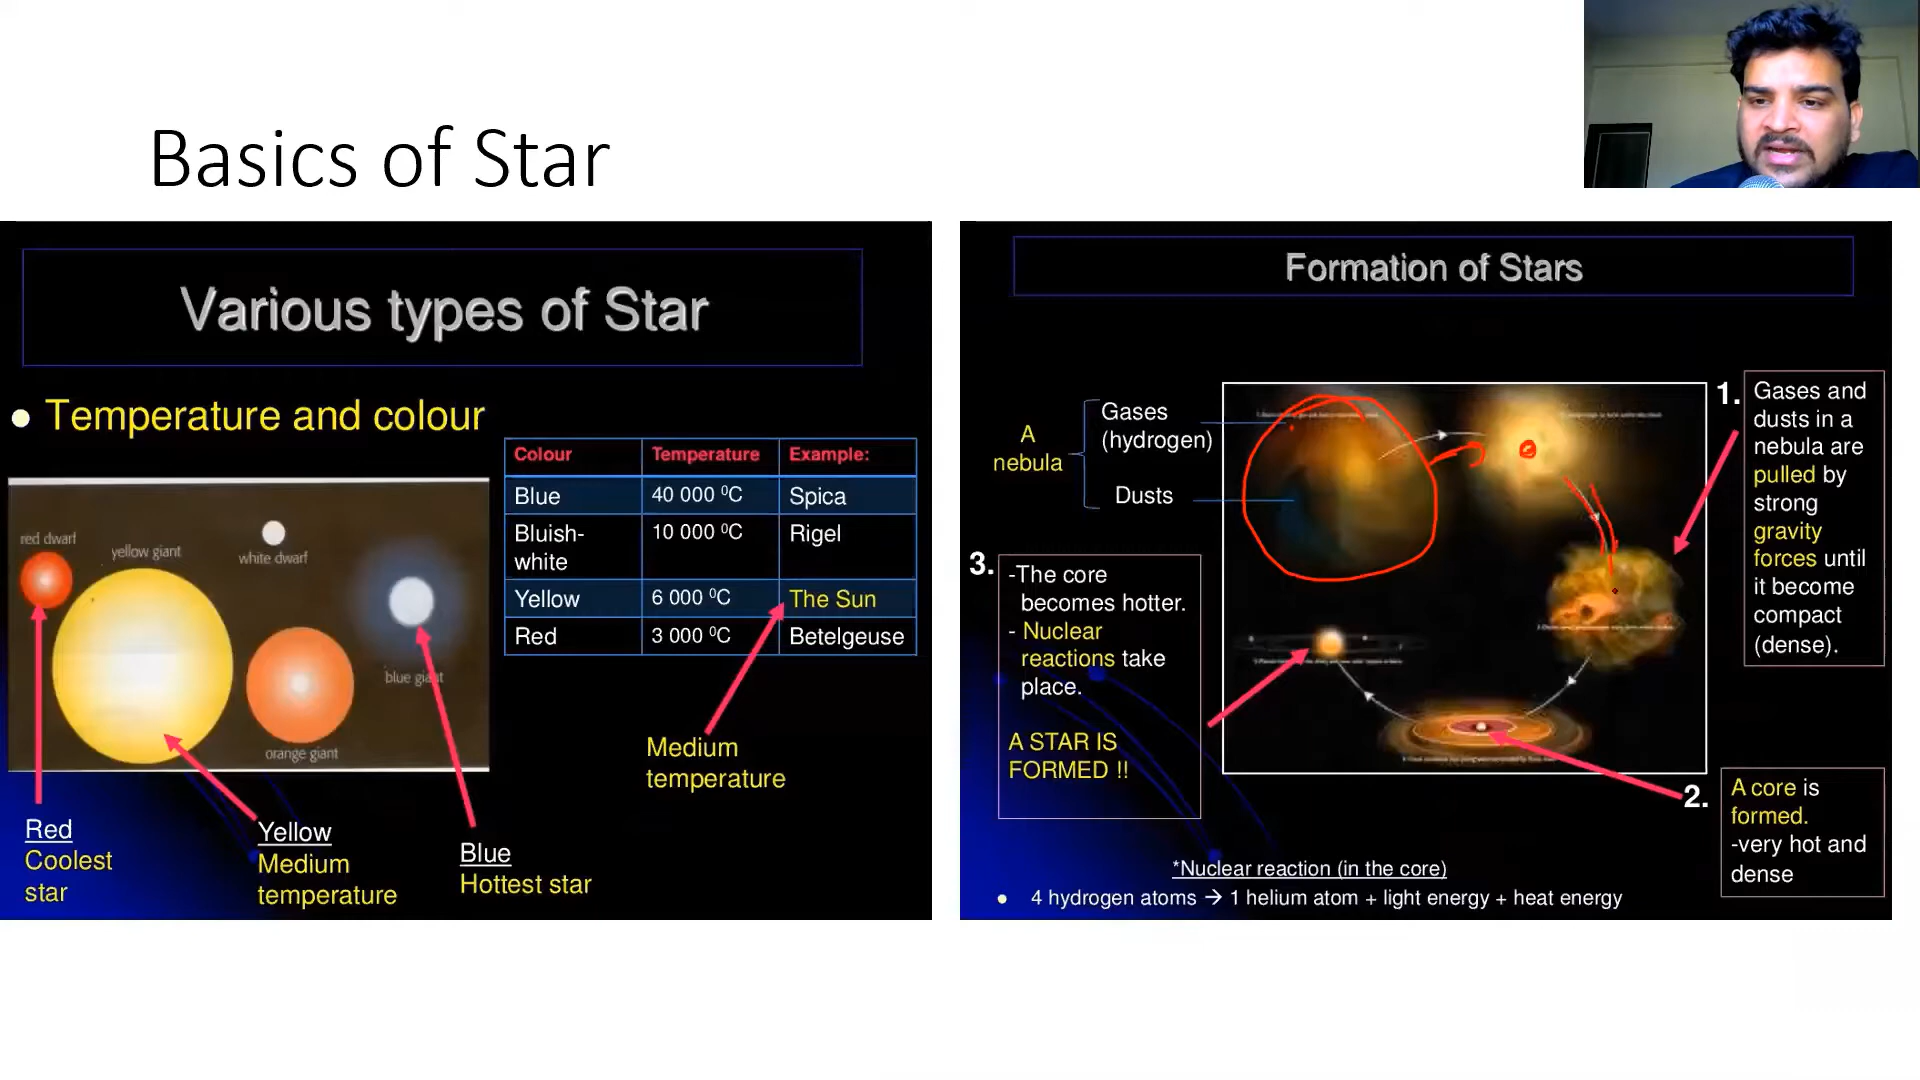 Basics of Star
Various types of Star
Temperature and colour
Colour Temperature Example:
Blue 40 000 ⁰C Spica
Bluish-
white 10 000 ⁰C Rigel
Yellow 6 000 ⁰C The Sun
Red 3 000 ⁰C Betelgeuse
red dwarf
yellow giant
white dwarf
blue giant
orange giant
Medium
temperature
Red
Coolest
star
Yellow
Medium
temperature
Blue
Hottest star
Formation of Stars
A
nebula
Gases
(hydrogen)
Dusts
1.
Gases and
dusts in a
nebula are
pulled by
strong
gravity
forces until
it become
compact
(dense).
2.
A core is
formed.
-very hot and
dense
3.
-The core
becomes hotter.
- Nuclear
reactions take
place.
A STAR IS
FORMED !!
*Nuclear reaction (in the core)
4 hydrogen atoms → 1 helium atom + light energy + heat energy